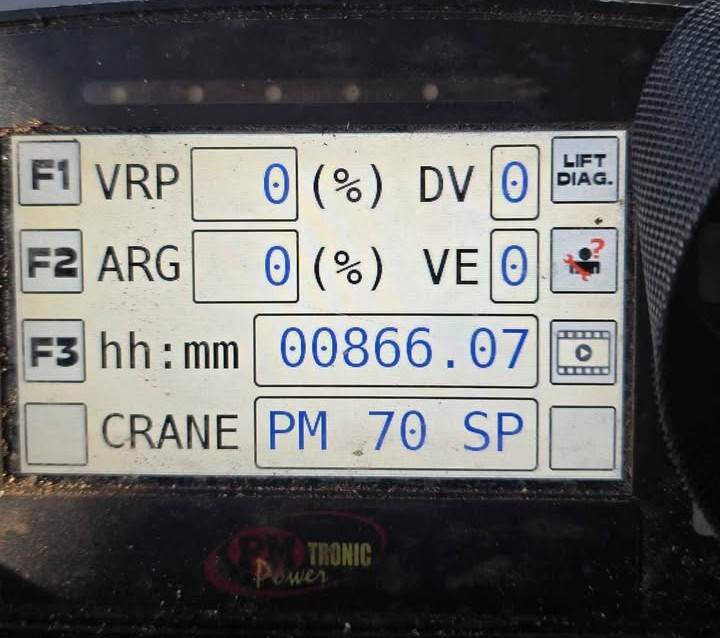 F1 VRP 0 (%) DV 0 LIFT DIAG.
F2 ARG 0 (%) VE 0 ?
F3 hh:mm 00866.07
CRANE PM 70 SP
PM TRONIC
Power